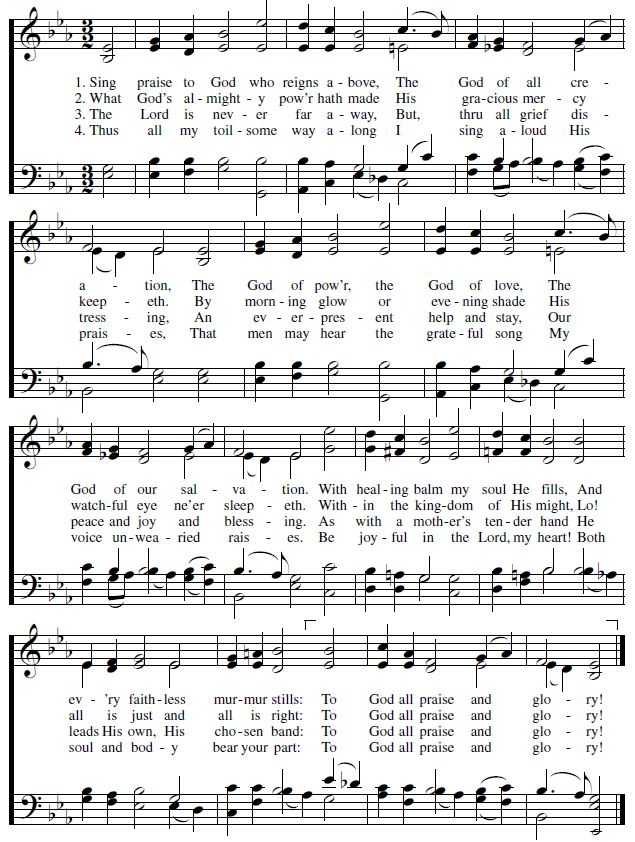 1. Sing praise to God who reigns a - bove, The God of all cre -
2. What God's al - might - y pow'r hath made His gra - cious mer - cy
3. The Lord is nev - er far a - way, But, thru all grief dis -
4. Thus all my toil - some way a - long I sing a - loud His
a - tion, The God of pow'r, the God of love, The
keep - eth. By morn - ing glow or eve - ning shade His
tress - ing, An ev - er - pres - ent help and stay, Our
prais - es, That men may hear the grate - ful song My
God of our sal - va - tion. With heal - ing balm my soul He fills, And
watch - ful eye ne'er sleep - eth. With - in the king - dom of His might, Lo!
peace and joy and bless - ing. As with a moth - er's ten - der hand He
voice un - wea - ried rais - es. Be joy - ful in the Lord, my heart! Both
ev - 'ry faith - less mur - mur stills: To God all praise and glo - ry!
all is just and all is right: To God all praise and glo - ry!
leads His own, His cho - sen band: To God all praise and glo - ry!
soul and bod - y bear your part: To God all praise and glo - ry!